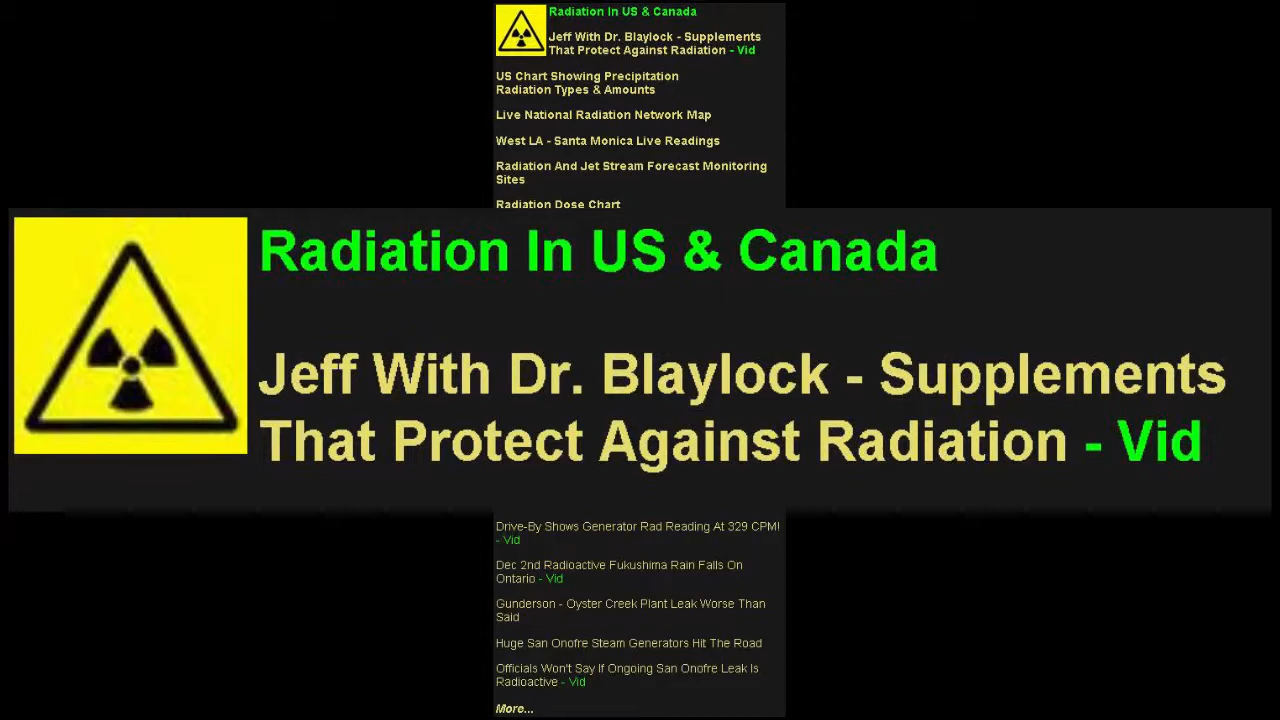 Radiation In US & Canada
Jeff With Dr. Blaylock - Supplements
That Protect Against Radiation - Vid
US Chart Showing Precipitation
Radiation Types & Amounts
Live National Radiation Network Map
West LA - Santa Monica Live Readings
Radiation And Jet Stream Forecast Monitoring
Sites
Radiation Dose Chart
Radiation In US & Canada
Jeff With Dr. Blaylock - Supplements
That Protect Against Radiation - Vid
Drive-By Shows Generator Rad Reading At 329 CPM!
- Vid
Dec 2nd Radioactive Fukushima Rain Falls On
Ontario - Vid
Gunderson - Oyster Creek Plant Leak Worse Than
Said
Huge San Onofre Steam Generators Hit The Road
Officials Won't Say If Ongoing San Onofre Leak Is
Radioactive - Vid
More...